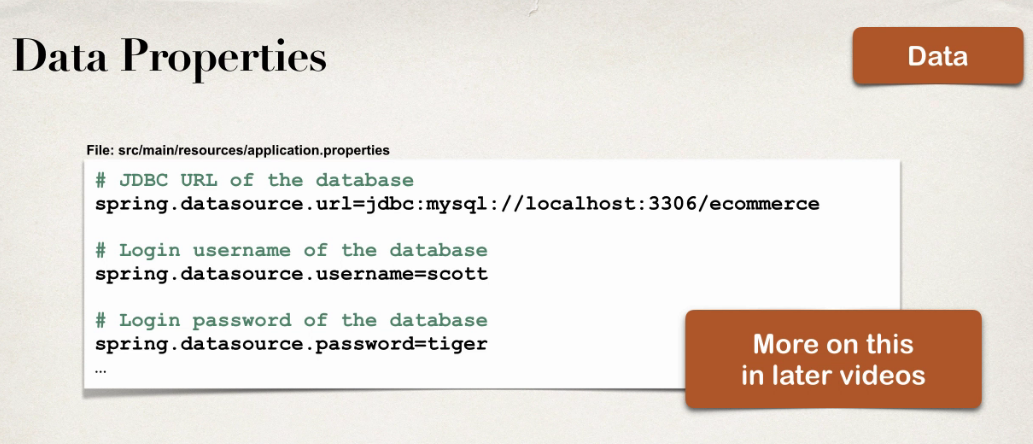 Data Properties
Data
File: src/main/resources/application.properties
# JDBC URL of the database
spring.datasource.url=jdbc:mysql://localhost:3306/ecommerce
# Login username of the database
spring.datasource.username=scott
# Login password of the database
spring.datasource.password=tiger
…
More on this
in later videos